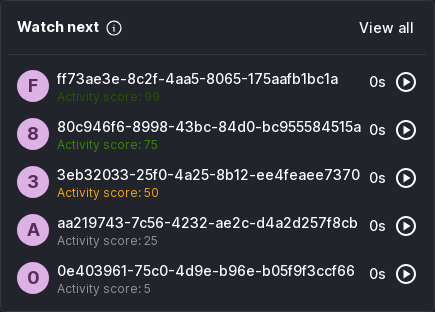 Watch next View all
F ff73ae3e-8c2f-4aa5-8065-175aafb1bc1a 0s
Activity score: 99
8 80c946f6-8998-43bc-84d0-bc955584515a 0s
Activity score: 75
3 3eb32033-25f0-4a25-8b12-ee4feaee7370 0s
Activity score: 50
A aa219743-7c56-4232-ae2c-d4a2d257f8cb 0s
Activity score: 25
0 0e403961-75c0-4d9e-b96e-b05f9f3ccf66 0s
Activity score: 5